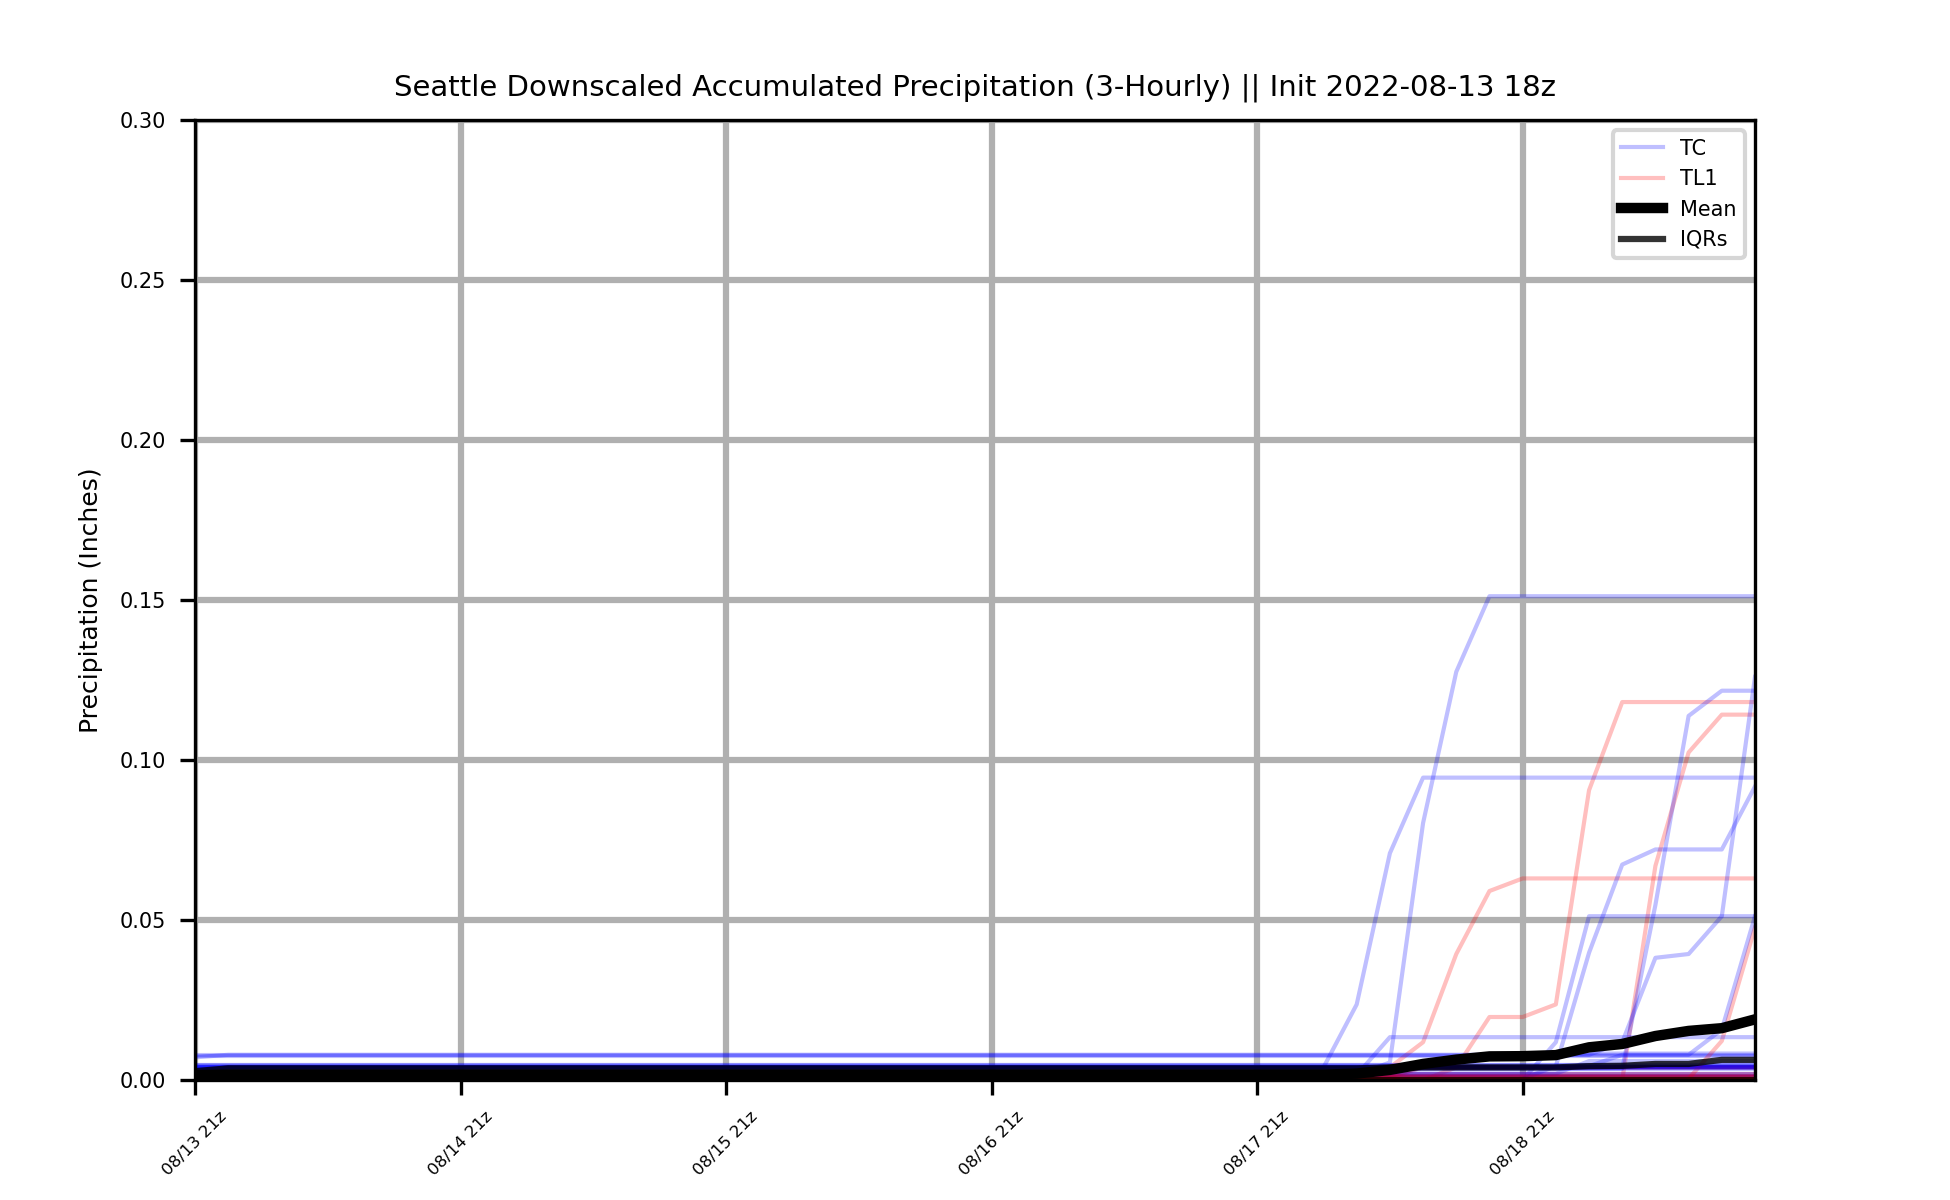 Seattle Downscaled Accumulated Precipitation (3-Hourly) || Init 2022-08-13 18z
0.30
0.25
0.20
0.15
0.10
0.05
0.00
Precipitation (Inches)
TC
TL1
Mean
IQRs
08/13 21z
08/14 21z
08/15 21z
08/16 21z
08/17 21z
08/18 21z